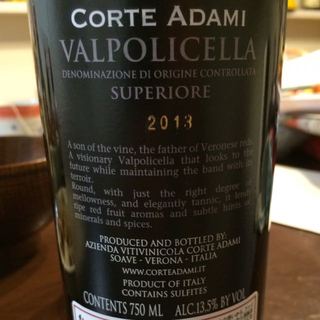 CORTE ADAMI
VALPOLICELLA
DENOMINAZIONE DI ORIGINE CONTROLLATA
SUPERIORE
2013
A son of the vine, the father of Veronese reds.
A visionary Valpolicella that looks to the
future while maintaining the band with its
terroir.
Round, with just the right degree
mellowness, and elegantly tannic, it
ripe red fruit aromas and subtle hints
minerals and spices.
PRODUCED AND BOTTLED BY:
AZIENDA VITIVINICOLA CORTE ADAMI
SOAVE - VERONA - ITALIA
WWW.CORTEADAMI.IT
PRODUCT OF ITALY
CONTAINS SULFITES
CONTENTS 750 ML ALC.13.5% BY VOL